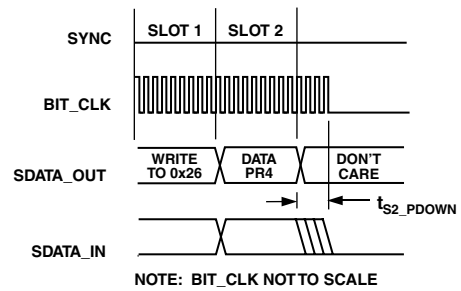 SLOT 1 SLOT 2
SYNC
BIT_CLK
WRITE TO 0x26
DATA PR4
DON'T CARE
SDATA_OUT
tS2_PDOWN
SDATA_IN
NOTE: BIT_CLK NOT TO SCALE